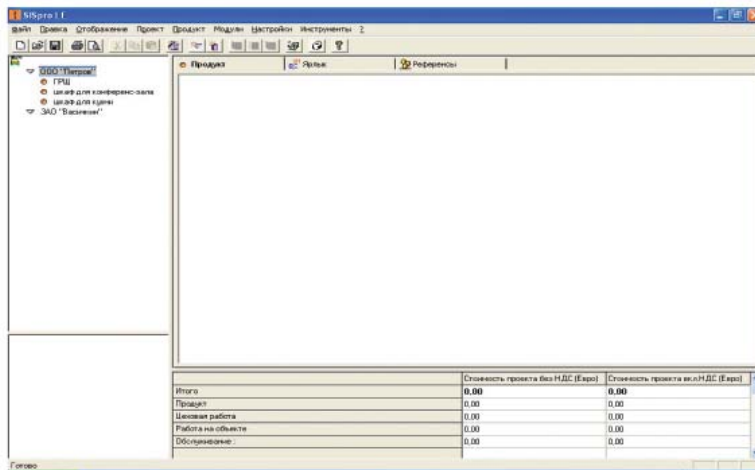 SISpro LE
Файл Правка Отображение Проект Продукт Модули Настройки Инструменты ?
Продукт Ярлык Референсы
ООО "Петров"
ГРЩ
шкаф для конференс-зала
шкаф для кухни
ЗАО "Васичкин"
Стоимость проекта без НДС (Евро) Стоимость проекта вкл.НДС (Евро)
Итого 0,00 0,00
Продукт 0,00 0,00
Цеховая работа 0,00 0,00
Работа на объекте 0,00 0,00
Обслуживание : 0,00 0,00
Готово